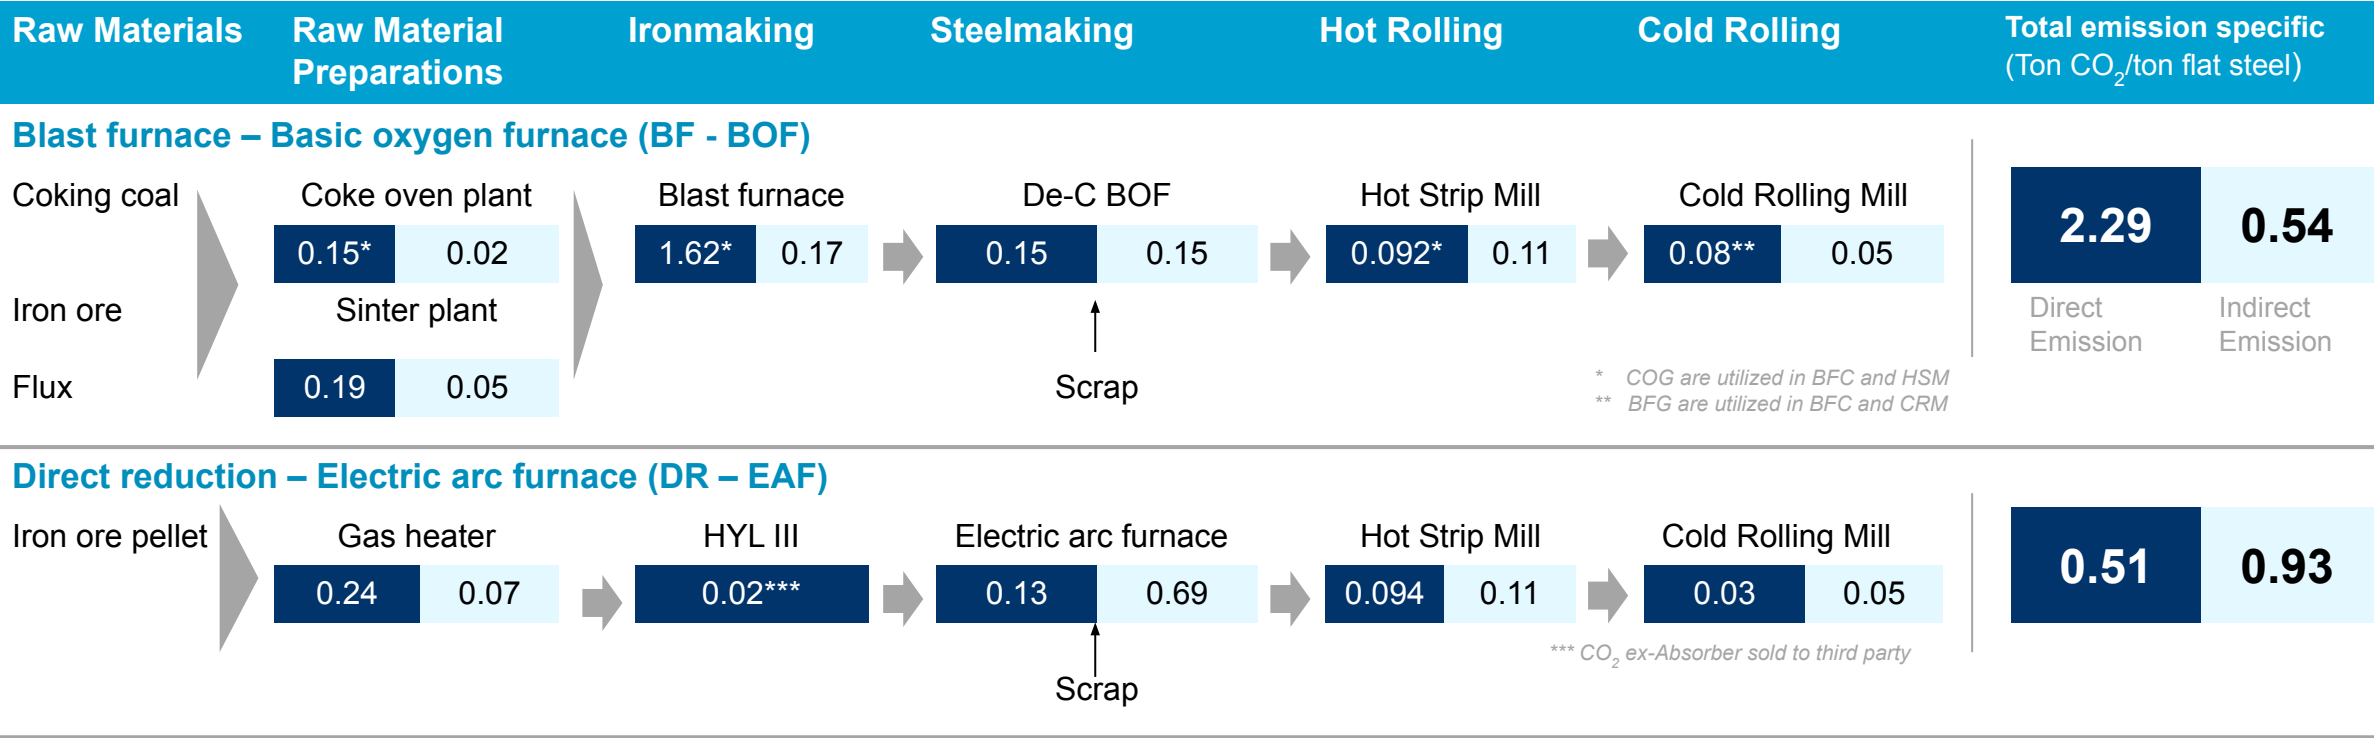 Raw Materials
Raw Material
Preparations
Ironmaking
Steelmaking
Hot Rolling
Cold Rolling
Total emission specific
(Ton CO₂/ton flat steel)
Blast furnace – Basic oxygen furnace (BF - BOF)
Coking coal
Iron ore
Flux
Coke oven plant
0.15* 0.02
Sinter plant
0.19 0.05
Blast furnace
1.62* 0.17
De-C BOF
0.15 0.15
Scrap
Hot Strip Mill
0.092* 0.11
Cold Rolling Mill
0.08** 0.05
2.29 0.54
Direct
Emission
Indirect
Emission
* COG are utilized in BFC and HSM
** BFG are utilized in BFC and CRM
Direct reduction – Electric arc furnace (DR – EAF)
Iron ore pellet
Gas heater
0.24 0.07
HYL III
0.02***
Electric arc furnace
0.13 0.69
Scrap
Hot Strip Mill
0.094 0.11
Cold Rolling Mill
0.03 0.05
0.51 0.93
*** CO₂ ex-Absorber sold to third party